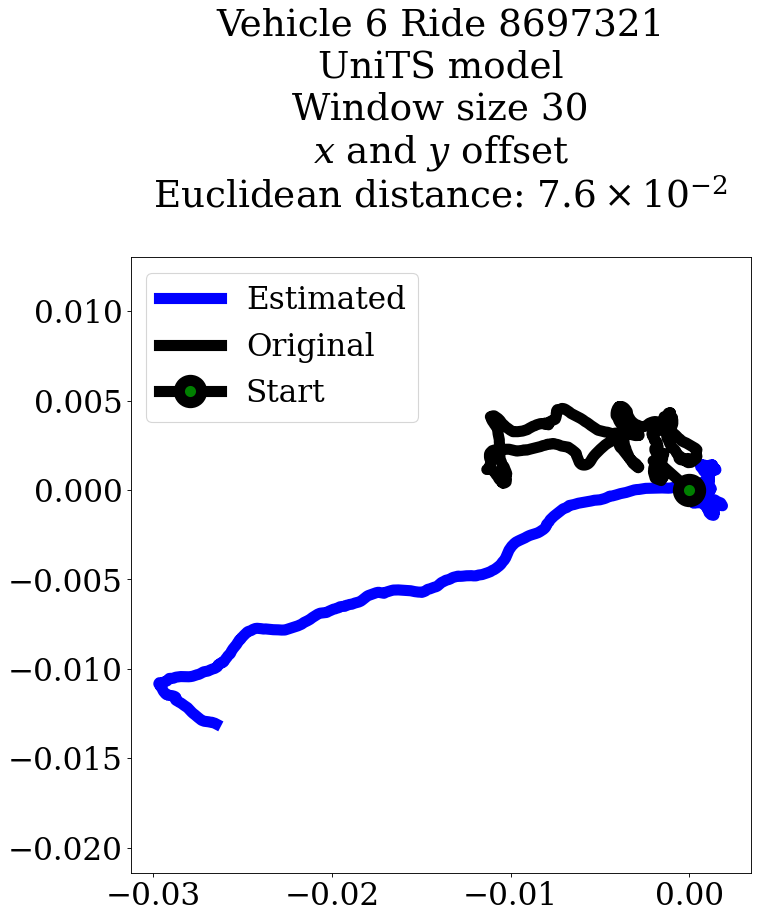 Vehicle 6 Ride 8697321
UniTS model
Window size 30
x and y offset
Euclidean distance: 7.6 × 10⁻²
Estimated
Original
Start
0.010
0.005
0.000
−0.005
−0.010
−0.015
−0.020
−0.03 −0.02 −0.01 0.00